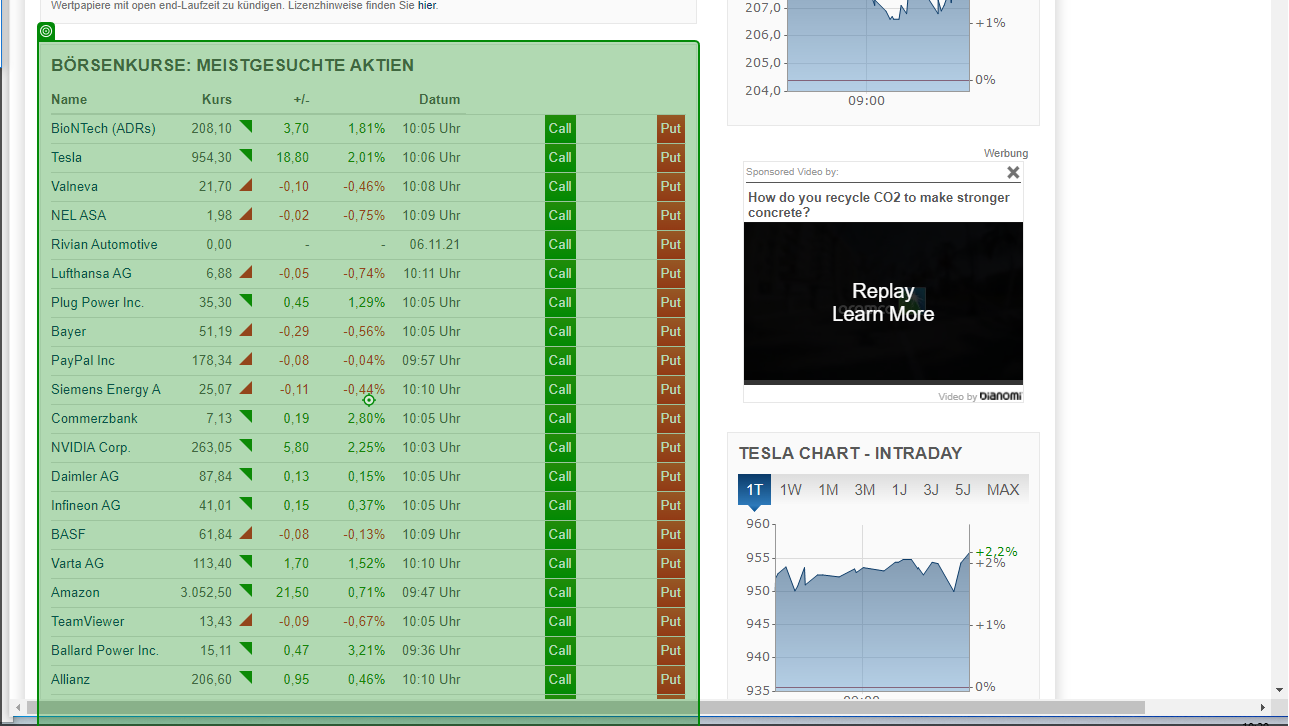 Wertpapiere mit open end-Laufzeit zu kündigen. Lizenzhinweise finden Sie hier.
BÖRSENKURSE: MEISTGESUCHTE AKTIEN
Name Kurs +/- Datum
BioNTech (ADRs) 208,10 3,70 1,81% 10:05 Uhr Call Put
Tesla 954,30 18,80 2,01% 10:06 Uhr Call Put
Valneva 21,70 -0,10 -0,46% 10:08 Uhr Call Put
NEL ASA 1,98 -0,02 -0,75% 10:09 Uhr Call Put
Rivian Automotive 0,00 - - 06.11.21 Call Put
Lufthansa AG 6,88 -0,05 -0,74% 10:11 Uhr Call Put
Plug Power Inc. 35,30 0,45 1,29% 10:05 Uhr Call Put
Bayer 51,19 -0,29 -0,56% 10:05 Uhr Call Put
PayPal Inc 178,34 -0,08 -0,04% 09:57 Uhr Call Put
Siemens Energy A 25,07 -0,11 -0,44% 10:10 Uhr Call Put
Commerzbank 7,13 0,19 2,80% 10:05 Uhr Call Put
NVIDIA Corp. 263,05 5,80 2,25% 10:03 Uhr Call Put
Daimler AG 87,84 0,13 0,15% 10:05 Uhr Call Put
Infineon AG 41,01 0,15 0,37% 10:05 Uhr Call Put
BASF 61,84 -0,08 -0,13% 10:09 Uhr Call Put
Varta AG 113,40 1,70 1,52% 10:10 Uhr Call Put
Amazon 3.052,50 21,50 0,71% 09:47 Uhr Call Put
TeamViewer 13,43 -0,09 -0,67% 10:05 Uhr Call Put
Ballard Power Inc. 15,11 0,47 3,21% 09:36 Uhr Call Put
Allianz 206,60 0,95 0,46% 10:10 Uhr Call Put
207,0
+1%
206,0
205,0
0%
204,0
09:00
Werbung
Sponsored Video by:
How do you recycle CO2 to make stronger
concrete?
Replay
Learn More
Video by bianomi
TESLA CHART - INTRADAY
1T 1W 1M 3M 1J 3J 5J MAX
960
+2,2%
955
+2%
950
945
+1%
940
0%
935